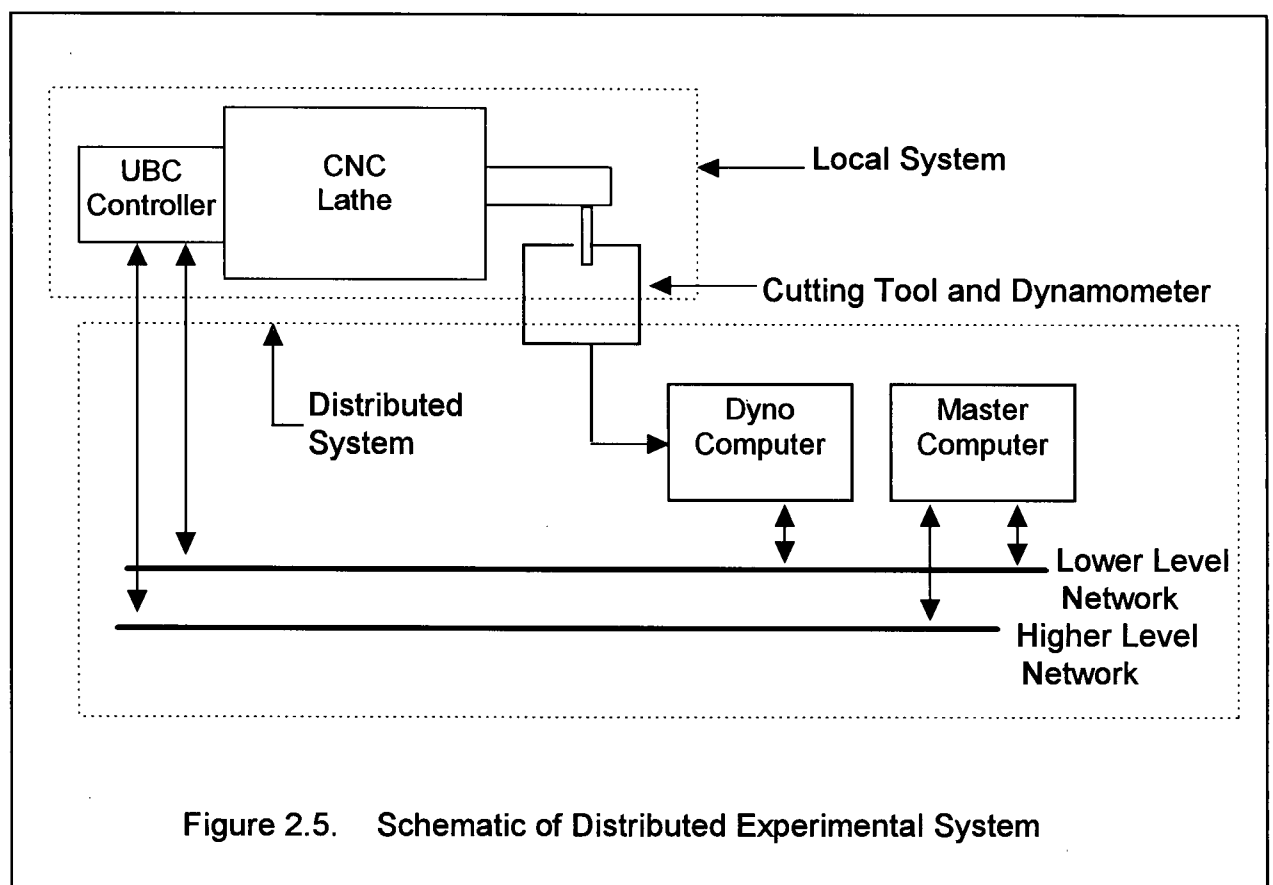 UBC
Controller
CNC
Lathe
Local System
Cutting Tool and Dynamometer
Distributed
System
Dyno
Computer
Master
Computer
Lower Level
Network
Higher Level
Network
Figure 2.5. Schematic of Distributed Experimental System